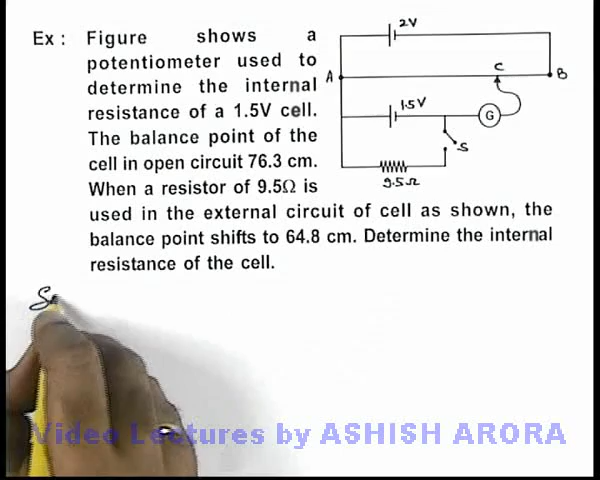 Ex : Figure shows a
potentiometer used to
determine the internal
resistance of a 1.5V cell.
The balance point of the
cell in open circuit 76.3 cm.
When a resistor of 9.5Ω is
used in the external circuit of cell as shown, the
balance point shifts to 64.8 cm. Determine the internal
resistance of the cell.
2V
A
C
B
1.5V
G
S
9.5Ω
So
Video Lectures by ASHISH ARORA